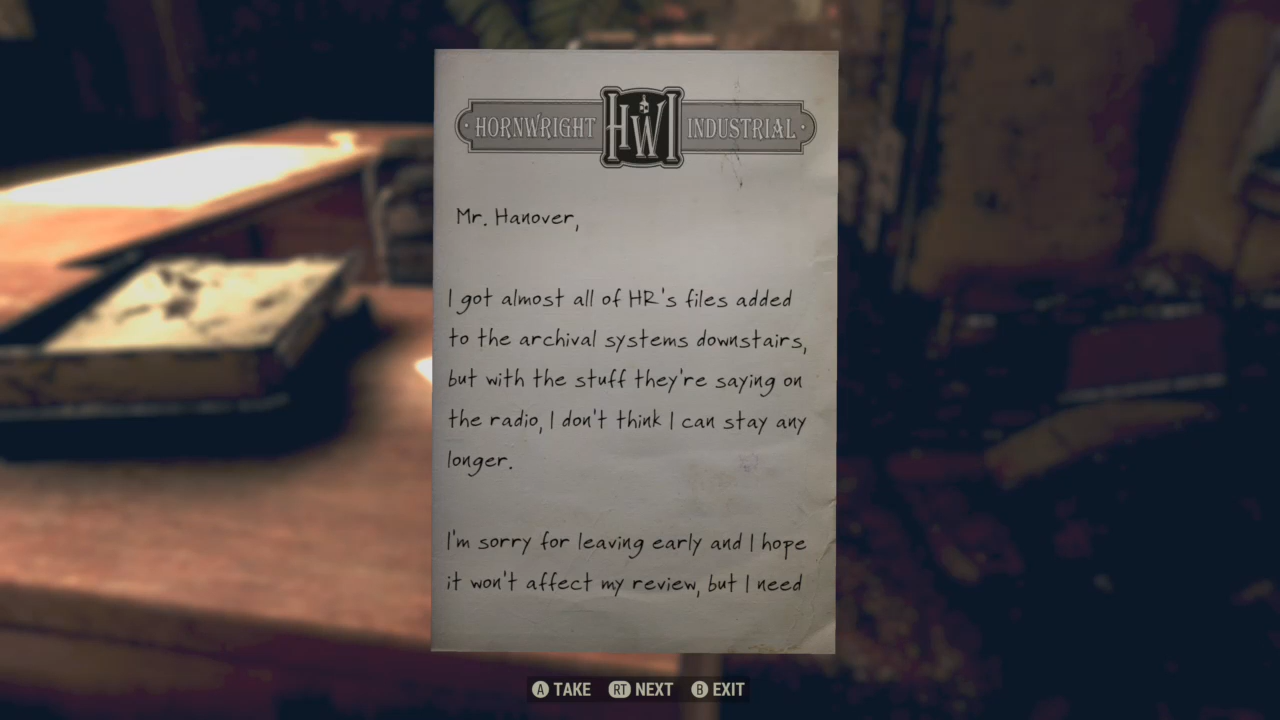 HORNWRIGHT HWI INDUSTRIAL
Mr. Hanover,
I got almost all of HR's files added
to the archival systems downstairs,
but with the stuff they're saying on
the radio, I don't think I can stay any
longer.
I'm sorry for leaving early and I hope
it won't affect my review, but I need
A TAKE RT NEXT B EXIT